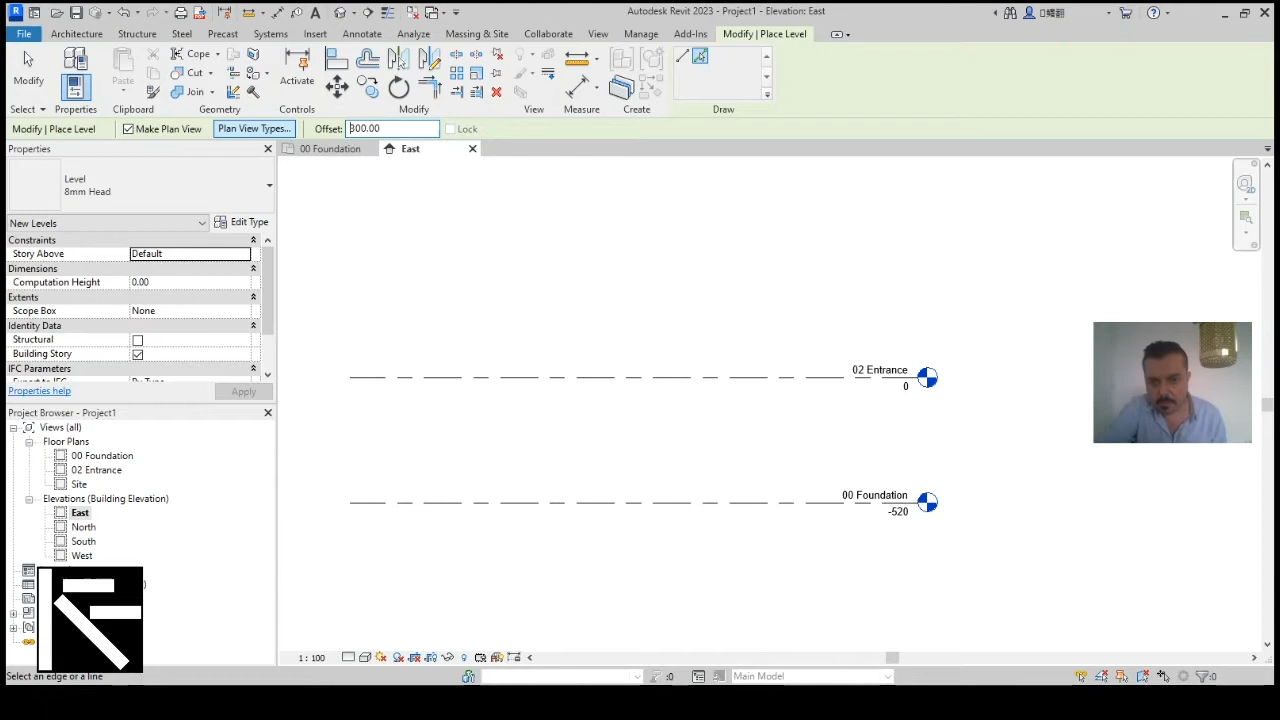 Autodesk Revit 2023 - Project1 - Elevation: East
File Architecture Structure Steel Precast Systems Insert Annotate Analyze Massing & Site Collaborate View Manage Add-Ins Modify | Place Level
Cope
Cut
Join
Modify Paste Activate
Select Properties Clipboard Geometry Controls Modify View Measure Create Draw
Modify | Place Level Make Plan View Plan View Types... Offset: 300.00 Lock
Properties
00 Foundation East
Level
8mm Head
New Levels Edit Type
Constraints
Story Above Default
Dimensions
Computation Height 0.00
Extents
Scope Box None
Identity Data
Structural
Building Story
IFC Parameters
Properties help Apply
Project Browser - Project1
Views (all)
Floor Plans
00 Foundation
02 Entrance
Site
Elevations (Building Elevation)
East
North
South
West
02 Entrance
0
00 Foundation
-520
2D
1 : 100
Select an edge or a line :0 Main Model :0